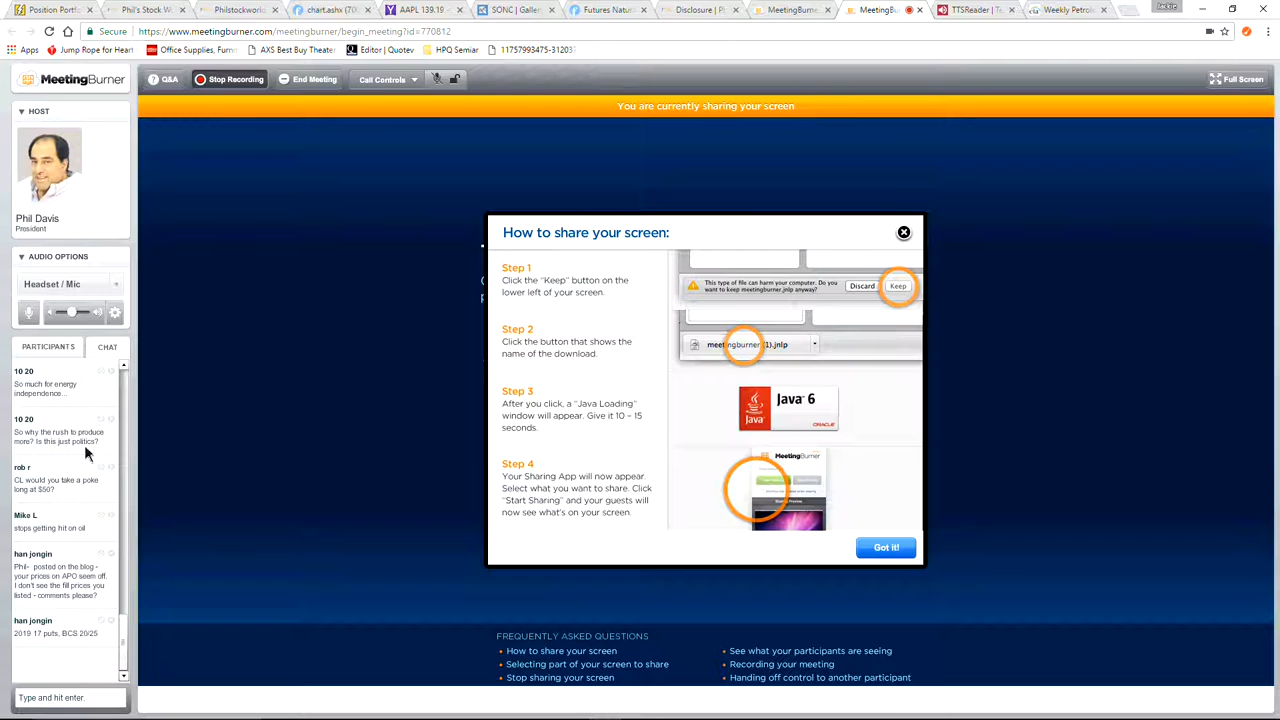 Position Portfo
Phil's Stock W
Philstockworld
chart.ashx (70
AAPL 139.19
SONC | Galler
Futures Natur
Disclosure |
MeetingBurne
MeetingBu
TTSReader | T
Weekly Petrol
Jackie
Secure
https://www.meetingburner.com/meetingburner/begin_meeting?id=770812
Apps
Jump Rope for Heart
Office Supplies, Furn
AXS Best Buy Theater
Editor | Quotev
HPQ Semiar
11757993475-312037
MeetingBurner
Q&A
Stop Recording
End Meeting
Call Controls
Full Screen
You are currently sharing your screen
HOST
Phil Davis
President
AUDIO OPTIONS
Headset / Mic
PARTICIPANTS
CHAT
10 20
So much for energy
independence...
10 20
So why the rush to produce
more? Is this just politics?
rob r
CL would you take a poke
long at $50?
Mike L
stops getting hit on oil
han jongin
Phil- posted on the blog -
your prices on APO seem off.
I don't see the fill prices you
listed - comments please?
han jongin
2019 17 puts, BCS 20/25
Type and hit enter.
How to share your screen:
Step 1
Click the "Keep" button on the
lower left of your screen.
This type of file can harm your computer. Do you
want to keep meetingburner.jnlp anyway?
Discard
Keep
Step 2
Click the button that shows the
name of the download.
meetingburner (1).jnlp
Step 3
After you click, a "Java Loading"
window will appear. Give it 10 – 15
seconds.
Java
Java 6
ORACLE
Step 4
Your Sharing App will now appear.
Select what you want to share. Click
"Start Sharing" and your guests will
now see what's on your screen.
MeetingBurner
Got it!
FREQUENTLY ASKED QUESTIONS
• How to share your screen
• Selecting part of your screen to share
• Stop sharing your screen
• See what your participants are seeing
• Recording your meeting
• Handing off control to another participant